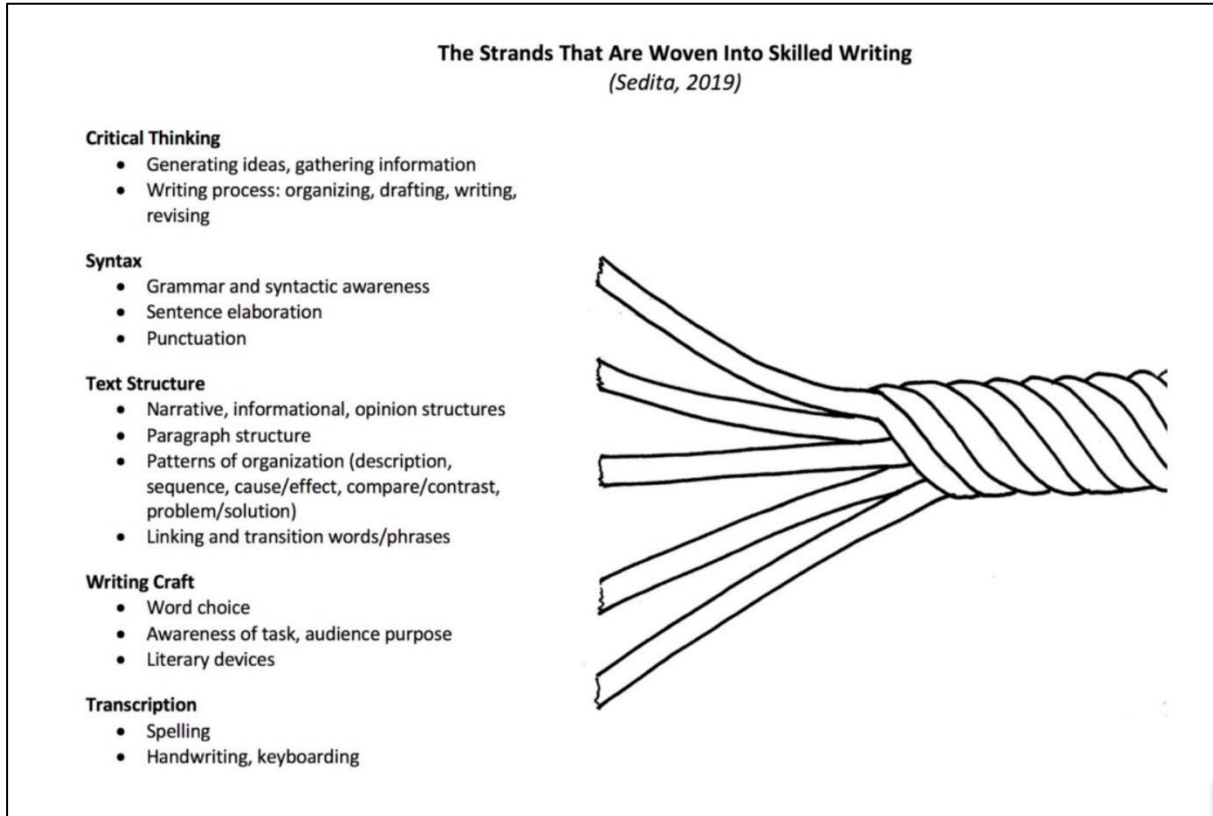 The Strands That Are Woven Into Skilled Writing
(Sedita, 2019)
Critical Thinking
• Generating ideas, gathering information
• Writing process: organizing, drafting, writing,
revising
Syntax
• Grammar and syntactic awareness
• Sentence elaboration
• Punctuation
Text Structure
• Narrative, informational, opinion structures
• Paragraph structure
• Patterns of organization (description,
sequence, cause/effect, compare/contrast,
problem/solution)
• Linking and transition words/phrases
Writing Craft
• Word choice
• Awareness of task, audience purpose
• Literary devices
Transcription
• Spelling
• Handwriting, keyboarding